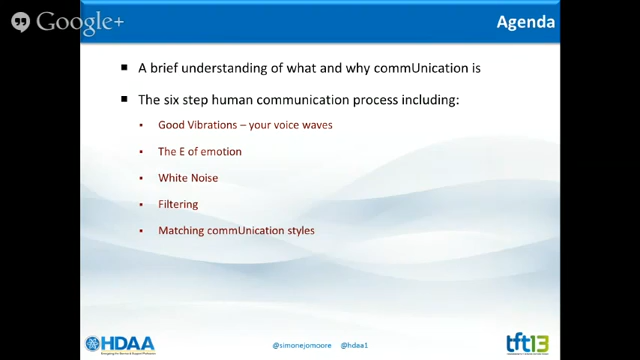 Google+
Agenda
A brief understanding of what and why commUnication is
The six step human communication process including:
Good Vibrations – your voice waves
The E of emotion
White Noise
Filtering
Matching commUnication styles
HDAA
@simonejomoore @hdaa1
tft13